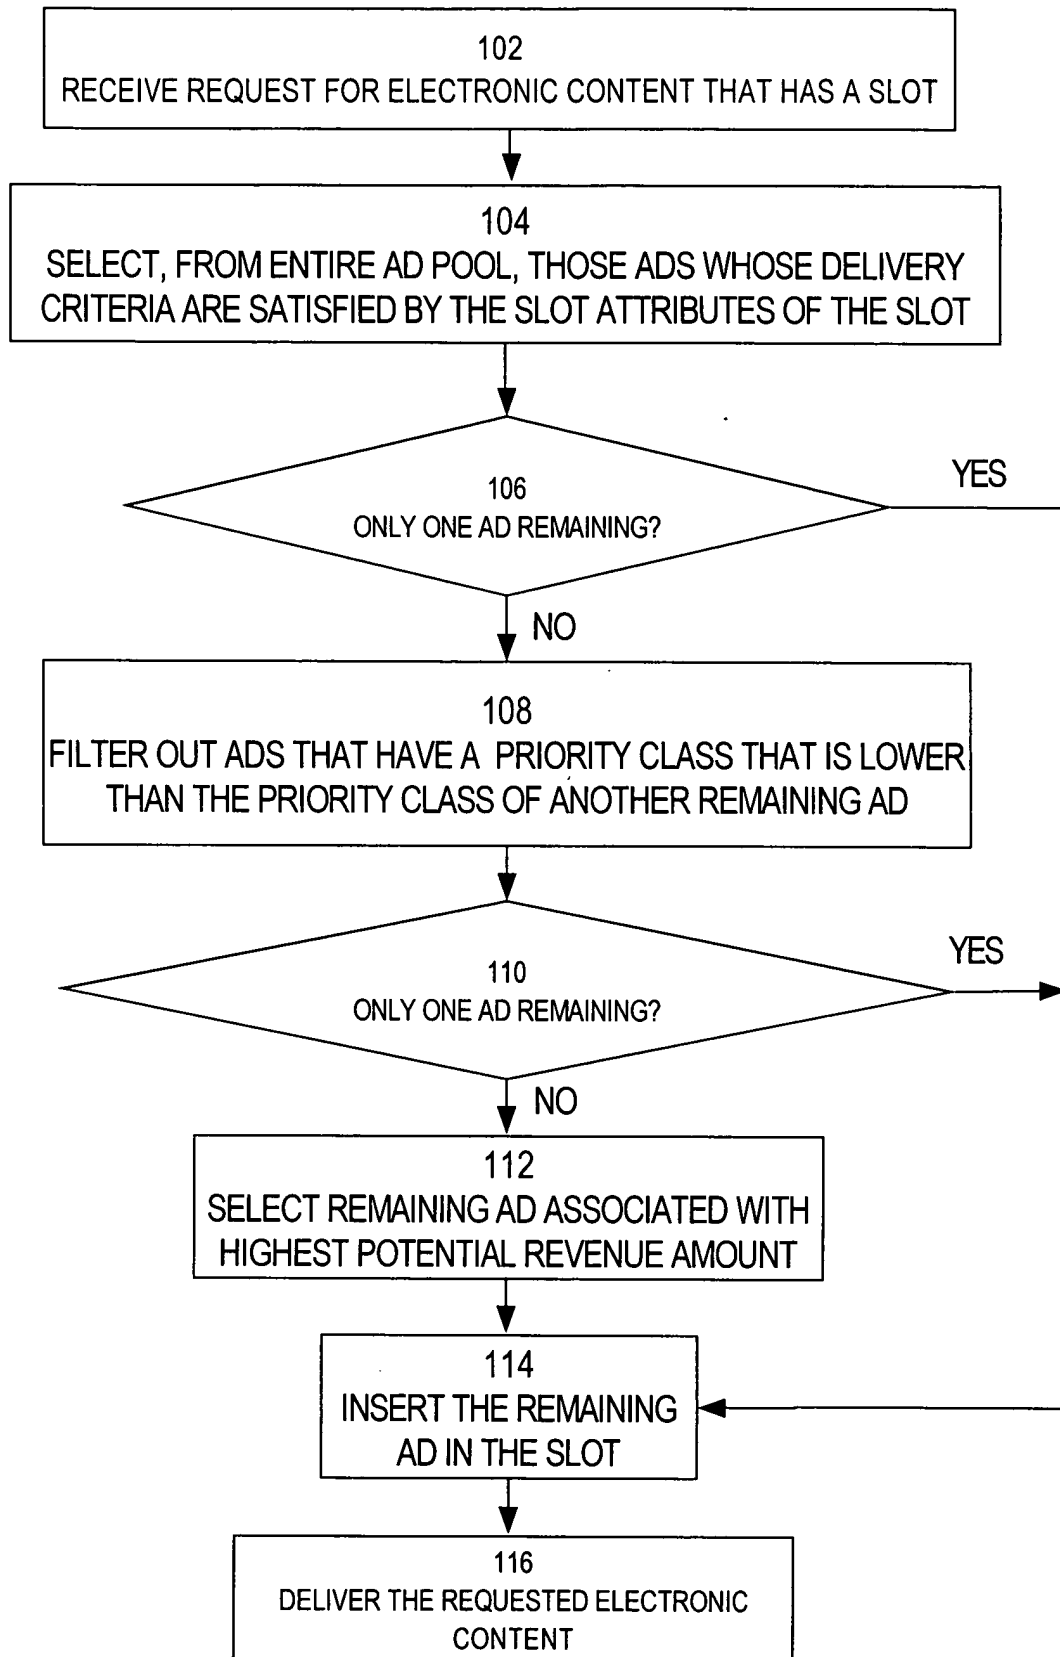 102
RECEIVE REQUEST FOR ELECTRONIC CONTENT THAT HAS A SLOT
104
SELECT, FROM ENTIRE AD POOL, THOSE ADS WHOSE DELIVERY
CRITERIA ARE SATISFIED BY THE SLOT ATTRIBUTES OF THE SLOT
YES
106
ONLY ONE AD REMAINING?
NO
108
FILTER OUT ADS THAT HAVE A PRIORITY CLASS THAT IS LOWER
THAN THE PRIORITY CLASS OF ANOTHER REMAINING AD
YES
110
ONLY ONE AD REMAINING?
NO
112
SELECT REMAINING AD ASSOCIATED WITH
HIGHEST POTENTIAL REVENUE AMOUNT
114
INSERT THE REMAINING
AD IN THE SLOT
116
DELIVER THE REQUESTED ELECTRONIC
CONTENT